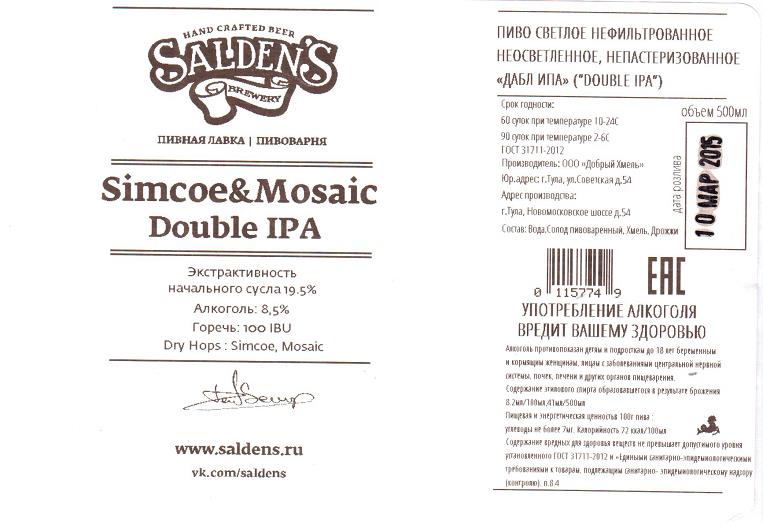 HAND CRAFTED BEER
SALDEN'S
BREWERY
ПИВНАЯ ЛАВКА | ПИВОВАРНЯ
Simcoe&Mosaic
Double IPA
Экстрактивность
начального сусла 19.5%
Алкоголь: 8,5%
Горечь: 100 IBU
Dry Hops : Simcoe, Mosaic
www.saldens.ru
vk.com/saldens
ПИВО СВЕТЛОЕ НЕФИЛЬТРОВАННОЕ
НЕОСВЕТЛЕННОЕ, НЕПАСТЕРИЗОВАННОЕ
«ДАБЛ ИПА» ("DOUBLE IPA")
Срок годности:
60 суток при температуре 10-24С
90 суток при температуре 2-6С
ГОСТ 31711-2012
Производитель: ООО «Добрый Хмель»
Юр.адрес: г.Тула, ул.Советская д.54
Адрес производства:
г.Тула, Новомосковское шоссе д.54
Состав: Вода,Солод пивоваренный, Хмель, Дрожжи
объем 500мл
дата розлива
10 МАР 2015
0 115774 9
EAC
УПОТРЕБЛЕНИЕ АЛКОГОЛЯ
ВРЕДИТ ВАШЕМУ ЗДОРОВЬЮ
Алкоголь противопоказан детям и подросткам до 18 лет беременным
и кормящим женщинам, лицам с заболеваниями центральной нервной
системы, почек, печени и других органов пищеварения.
Содержание этилового спирта образовавшегося в результате брожения
8.2мл/100мл,41мл/500мл
Пищевая и энергетическая ценностьв 100г пива :
углеводы не более 7мг. Калорийность 72 ккал/100мл
Содержание вредных для здоровья веществ не превышает допустимого уровня
установленного ГОСТ 31711-2012 и «Едиными санитарно-эпидемиологическими
требованиями к товарам, подлежащим санитарно- эпидемиологическому надзору
(контролю). п.8.4